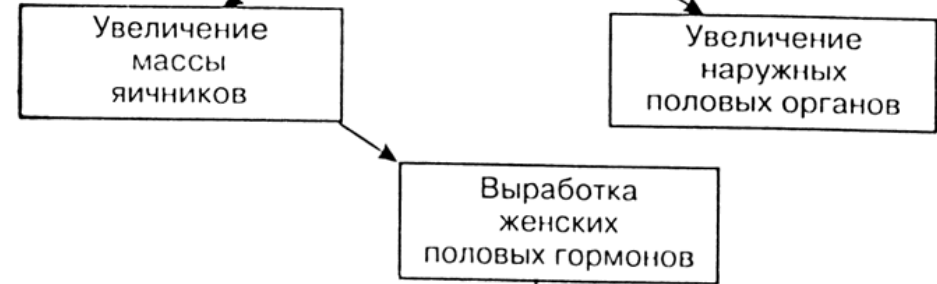 Увеличение
массы
яичников
Увеличение
наружных
половых органов
Выработка
женских
половых гормонов